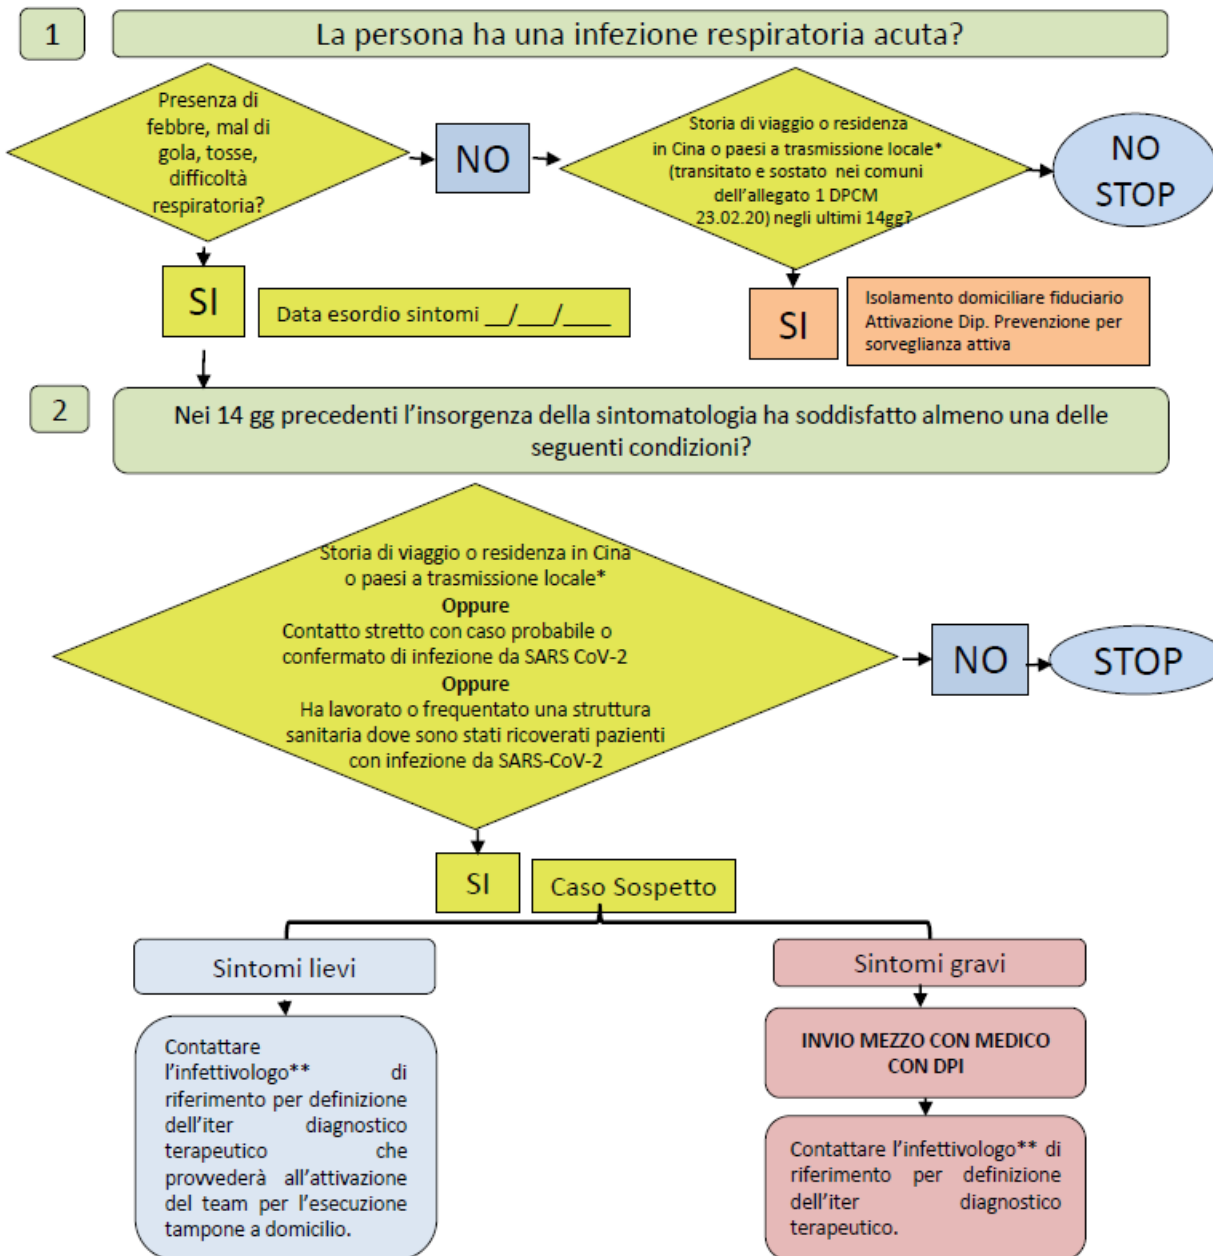 1
La persona ha una infezione respiratoria acuta?
Presenza di
febbre, mal di
gola, tosse,
difficoltà
respiratoria?
NO
Storia di viaggio o residenza
in Cina o paesi a trasmissione locale*
(transitato e sostato nei comuni
dell'allegato 1 DPCM
23.02.20) negli ultimi 14gg?
NO
STOP
SI
Data esordio sintomi __/___/____
SI
Isolamento domiciliare fiduciario
Attivazione Dip. Prevenzione per
sorveglianza attiva
2
Nei 14 gg precedenti l'insorgenza della sintomatologia ha soddisfatto almeno una delle
seguenti condizioni?
Storia di viaggio o residenza in Cina
o paesi a trasmissione locale*
Oppure
Contatto stretto con caso probabile o
confermato di infezione da SARS CoV-2
Oppure
Ha lavorato o frequentato una struttura
sanitaria dove sono stati ricoverati pazienti
con infezione da SARS-CoV-2
NO
STOP
SI
Caso Sospetto
Sintomi lievi
Contattare
l'infettivologo** di
riferimento per definizione
dell'iter diagnostico
terapeutico che
provvederà all'attivazione
del team per l'esecuzione
tampone a domicilio.
Sintomi gravi
INVIO MEZZO CON MEDICO
CON DPI
Contattare l'infettivologo** di
riferimento per definizione
dell'iter diagnostico
terapeutico.